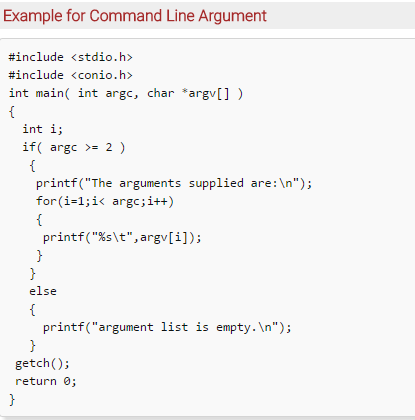 Example for Command Line Argument
#include <stdio.h>
#include <conio.h>
int main( int argc, char *argv[] )
{
int i;
if( argc >= 2 )
{
printf("The arguments supplied are:\n");
for(i=1;i< argc;i++)
{
printf("%s\t",argv[i]);
}
}
else
{
printf("argument list is empty.\n");
}
getch();
return 0;
}